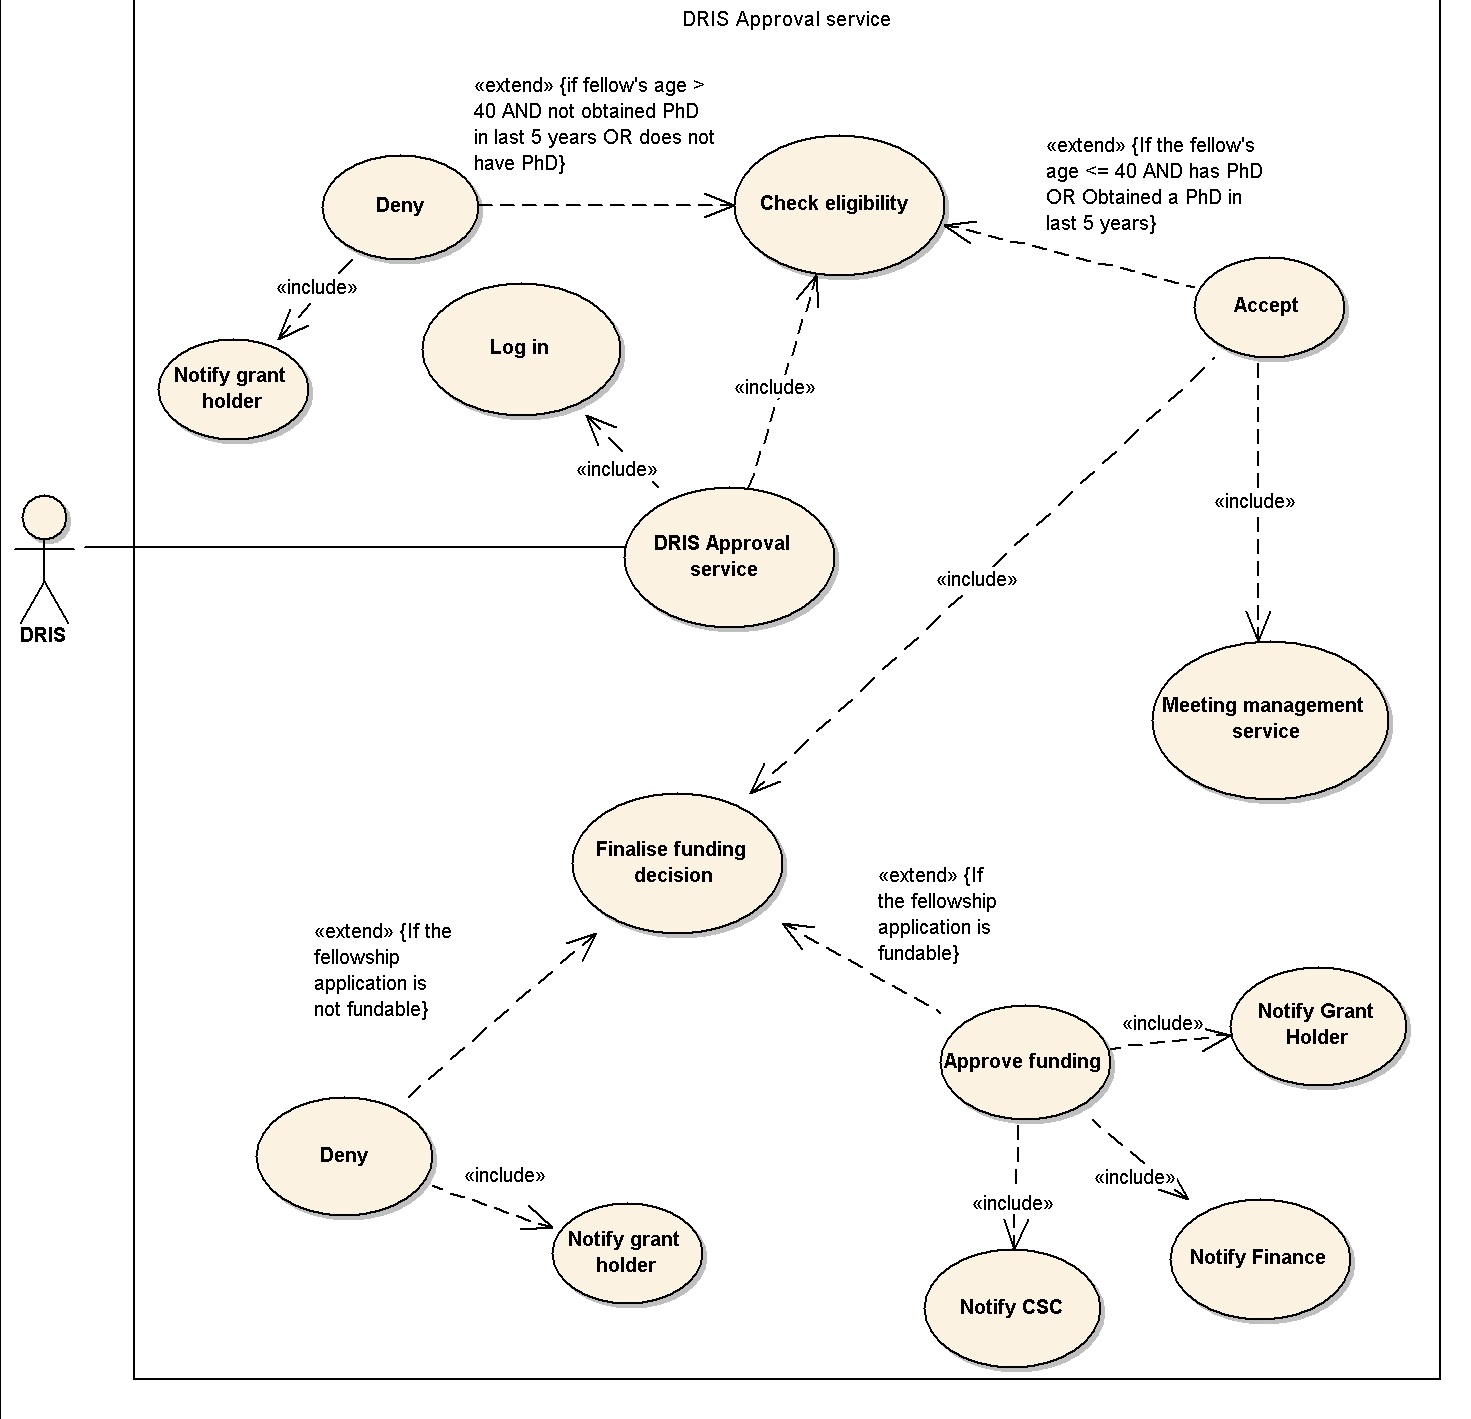 DRIS Approval service
«extend» {if fellow's age >
40 AND not obtained PhD
in last 5 years OR does not
have PhD}
«extend» {If the fellow's
age <= 40 AND has PhD
OR Obtained a PhD in
last 5 years}
Deny
Check eligibility
Accept
«include»
Log in
Notify grant
holder
«include»
«include»
«include»
DRIS Approval
service
«include»
DRIS
Meeting management
service
Finalise funding
decision
«extend» {If
the fellowship
application is
fundable}
«extend» {If the
fellowship
application is
not fundable}
Notify Grant
Holder
«include»
Approve funding
Deny
«include»
«include»
«include»
Notify grant
holder
Notify Finance
Notify CSC